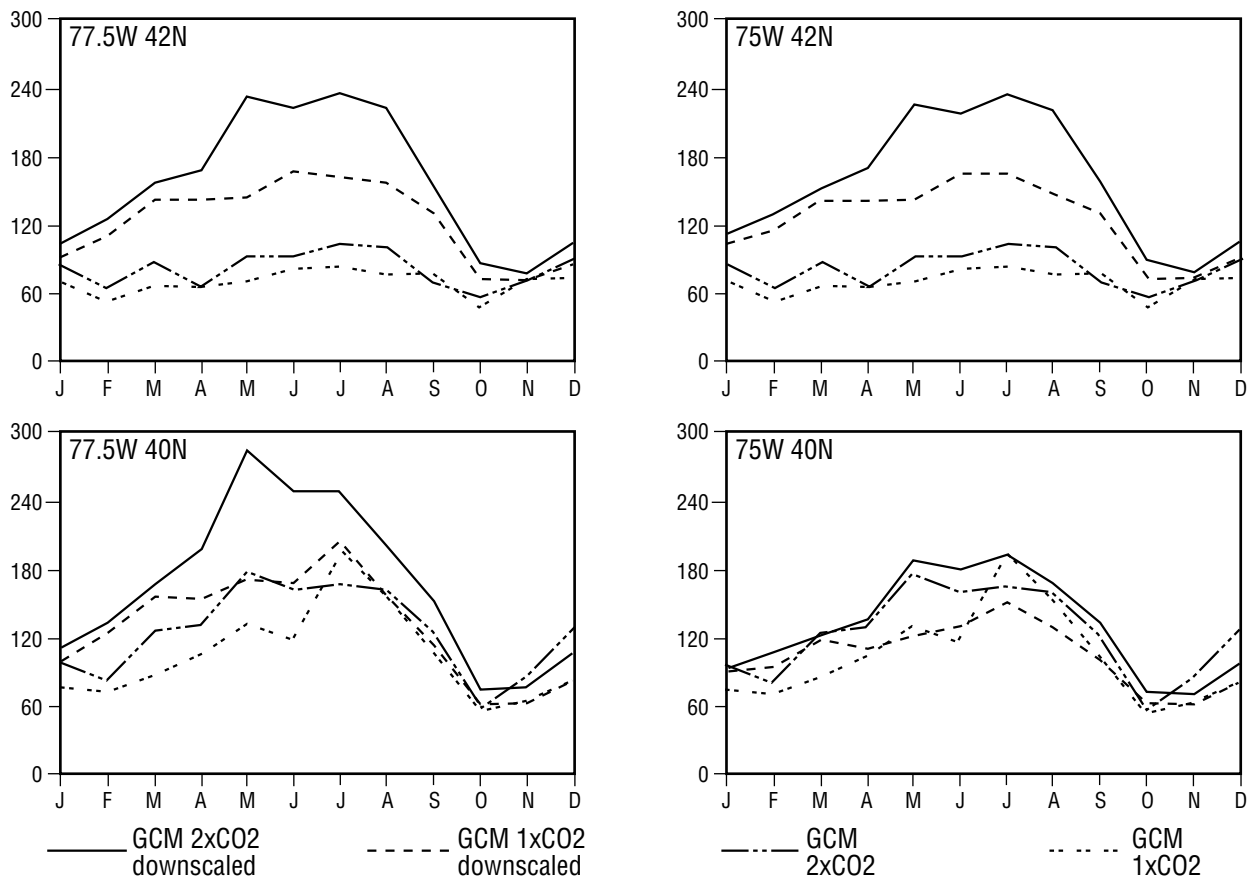 300
240
180
120
60
0
77.5W 42N
J F M A M J J A S O N D
300
240
180
120
60
0
75W 42N
J F M A M J J A S O N D
300
240
180
120
60
0
77.5W 40N
J F M A M J J A S O N D
300
240
180
120
60
0
75W 40N
J F M A M J J A S O N D
GCM 2xCO2
downscaled
GCM 1xCO2
downscaled
GCM
2xCO2
GCM
1xCO2